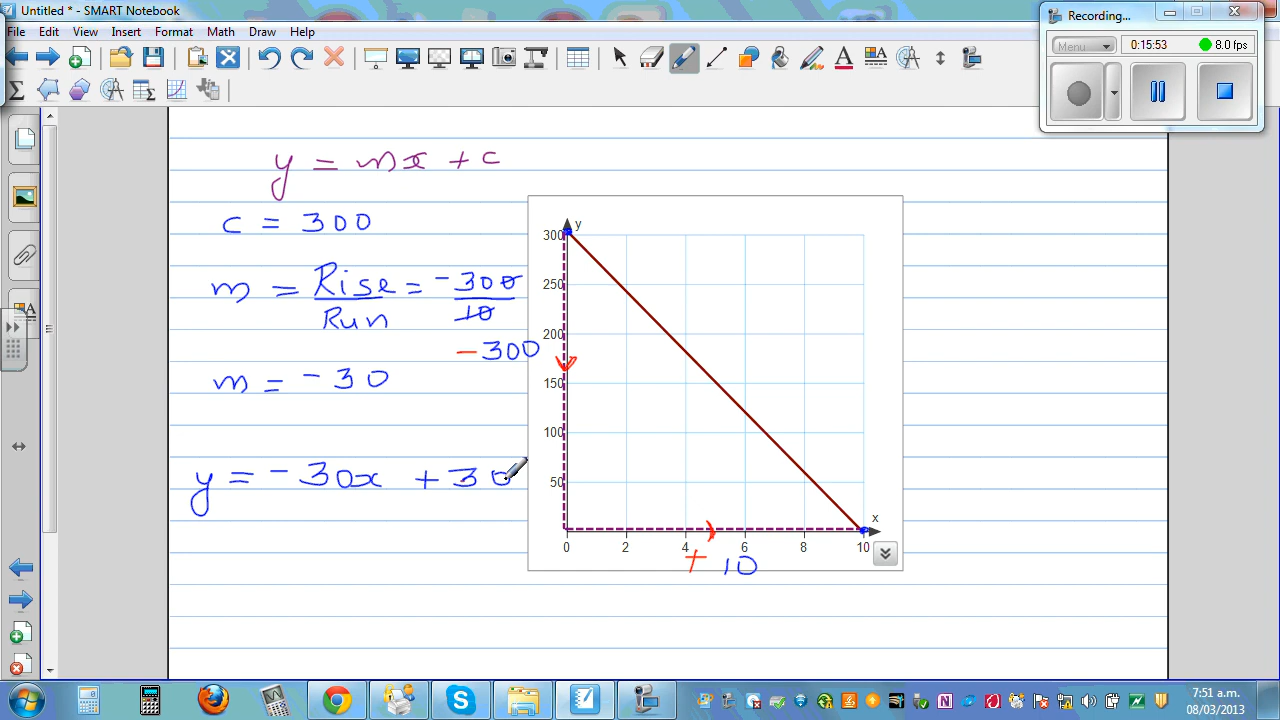 Untitled * - SMART Notebook
File Edit View Insert Format Math Draw Help
Recording...
Menu 0:15:53 8.0 fps
y = mx + c
c = 300
m = Rise = -300
Run 10
-300
m = -30
y = -30x + 30
y
300
250
200
150
100
50
x
0 2 4 6 8 10
+ 10
7:51 a.m.
08/03/2013